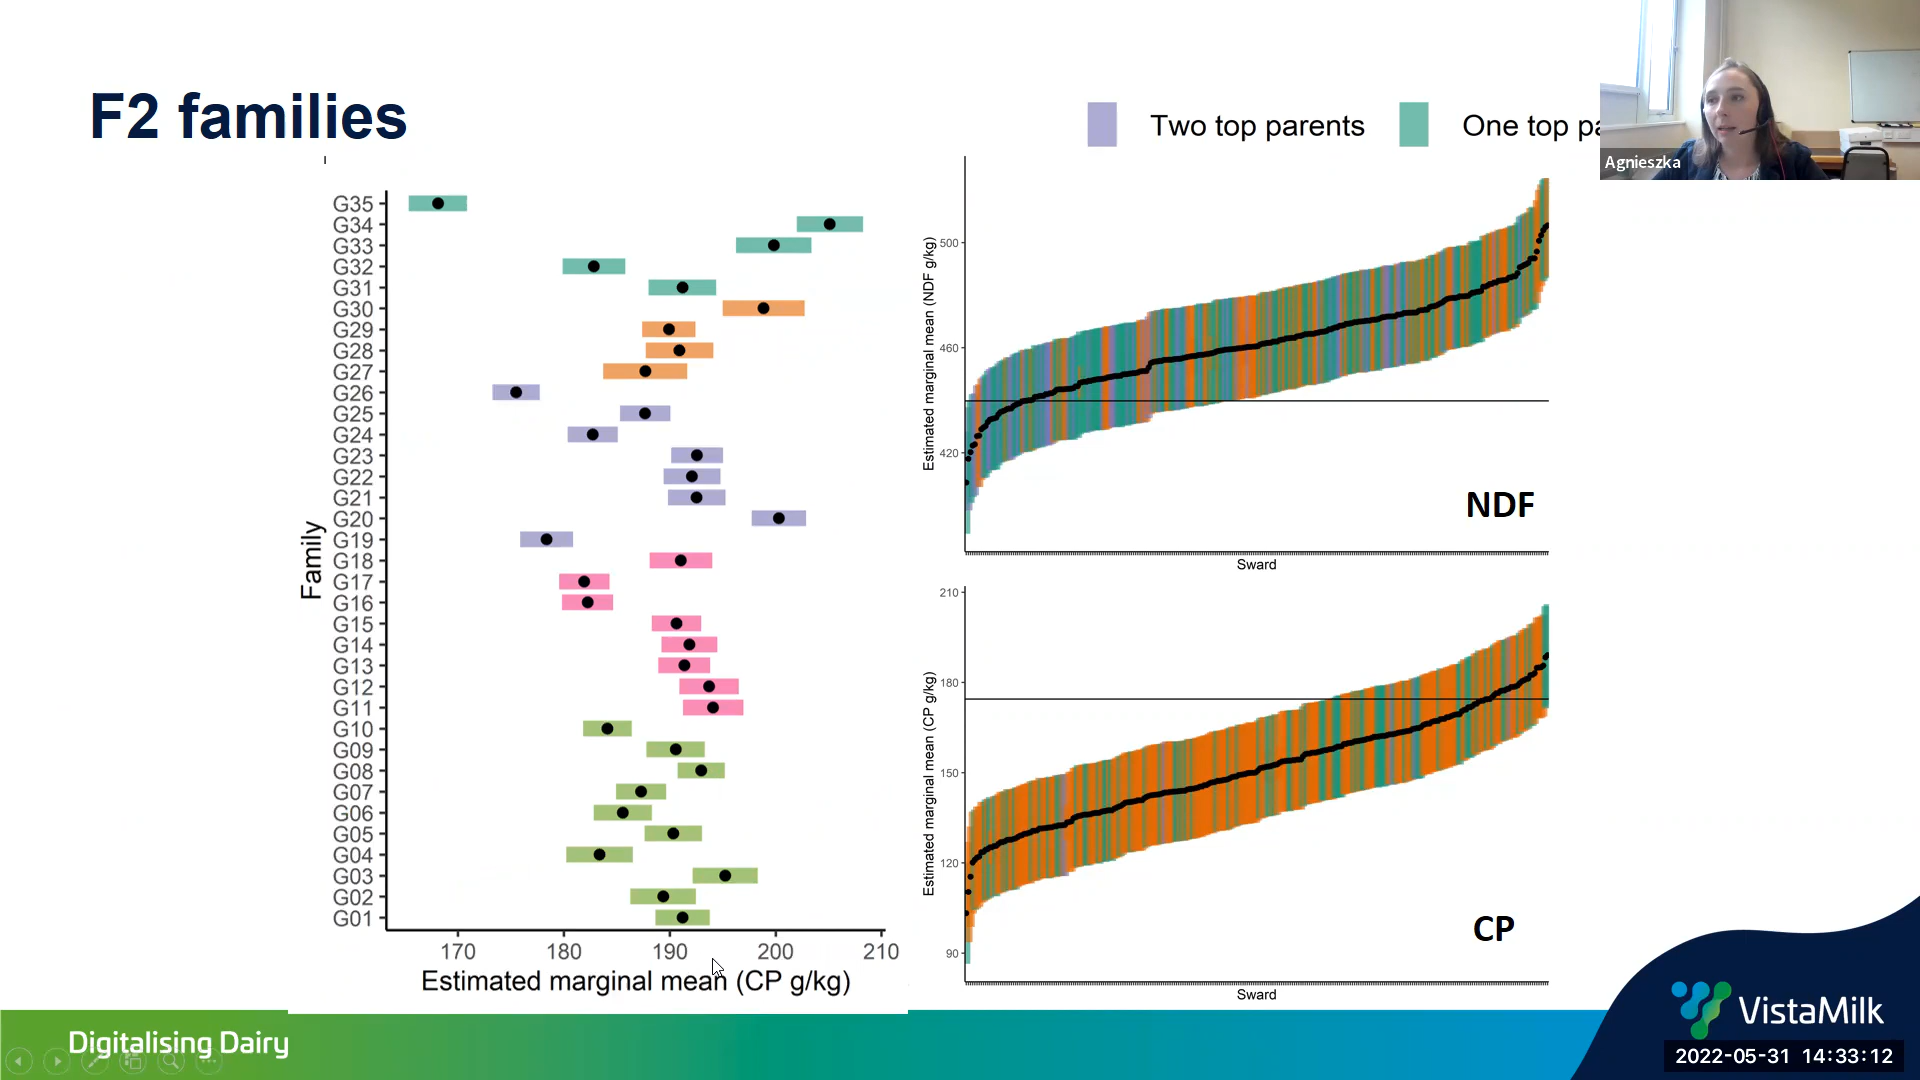 F2 families
Two top parents
One top pa
Agnieszka
Family
G35
G34
G33
G32
G31
G30
G29
G28
G27
G26
G25
G24
G23
G22
G21
G20
G19
G18
G17
G16
G15
G14
G13
G12
G11
G10
G09
G08
G07
G06
G05
G04
G03
G02
G01
170 180 190 200 210
Estimated marginal mean (CP g/kg)
Estimated marginal mean (NDF g/kg)
500
460
420
NDF
Sward
Estimated marginal mean (CP g/kg)
210
180
150
120
90
CP
Sward
Digitalising Dairy
VistaMilk
2022-05-31 14:33:12